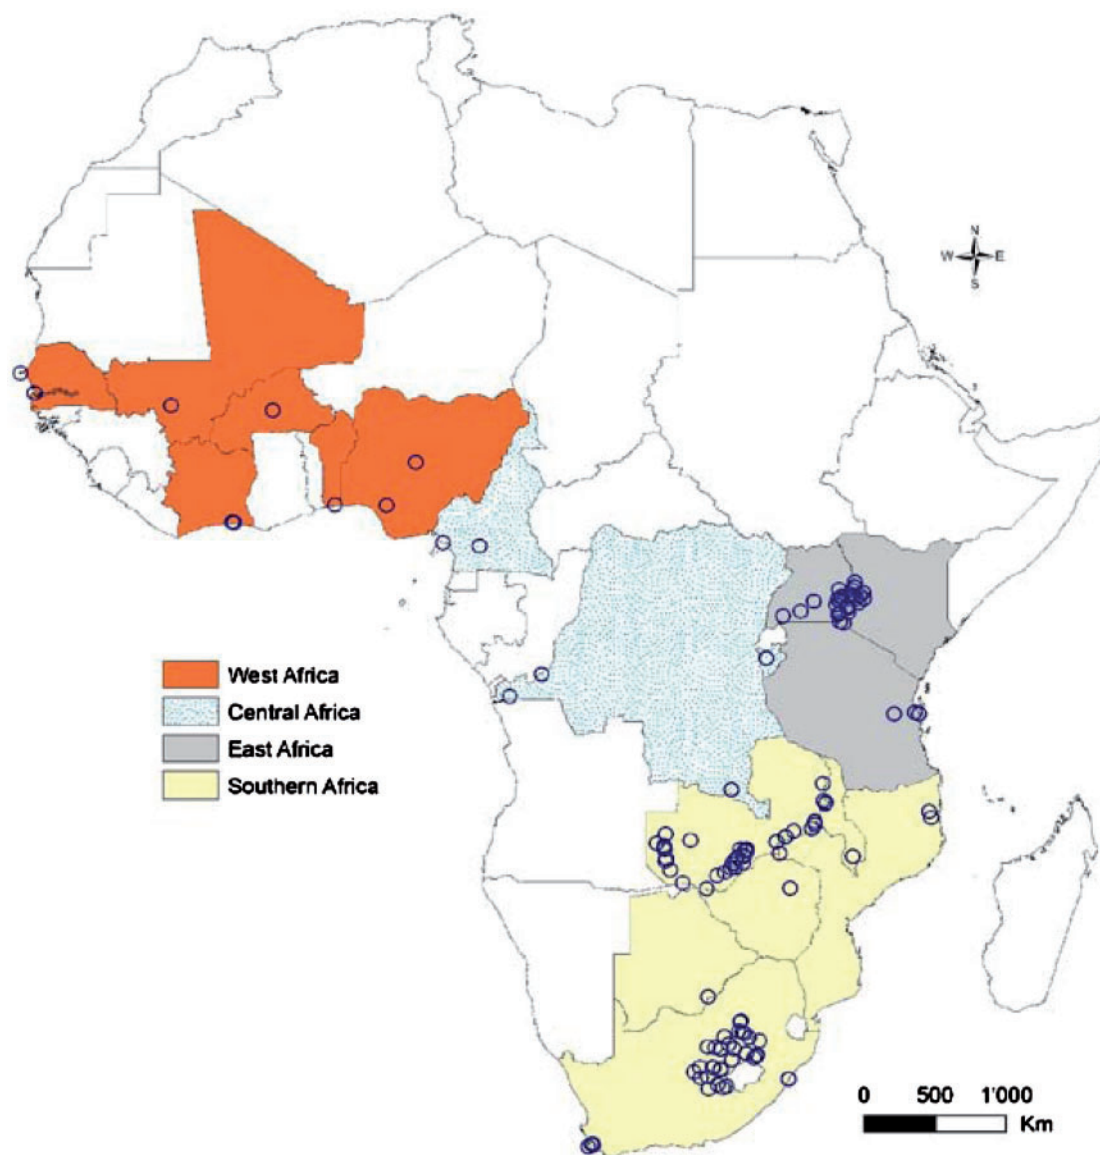 N
W E
S
West Africa
Central Africa
East Africa
Southern Africa
0 500 1'000
Km